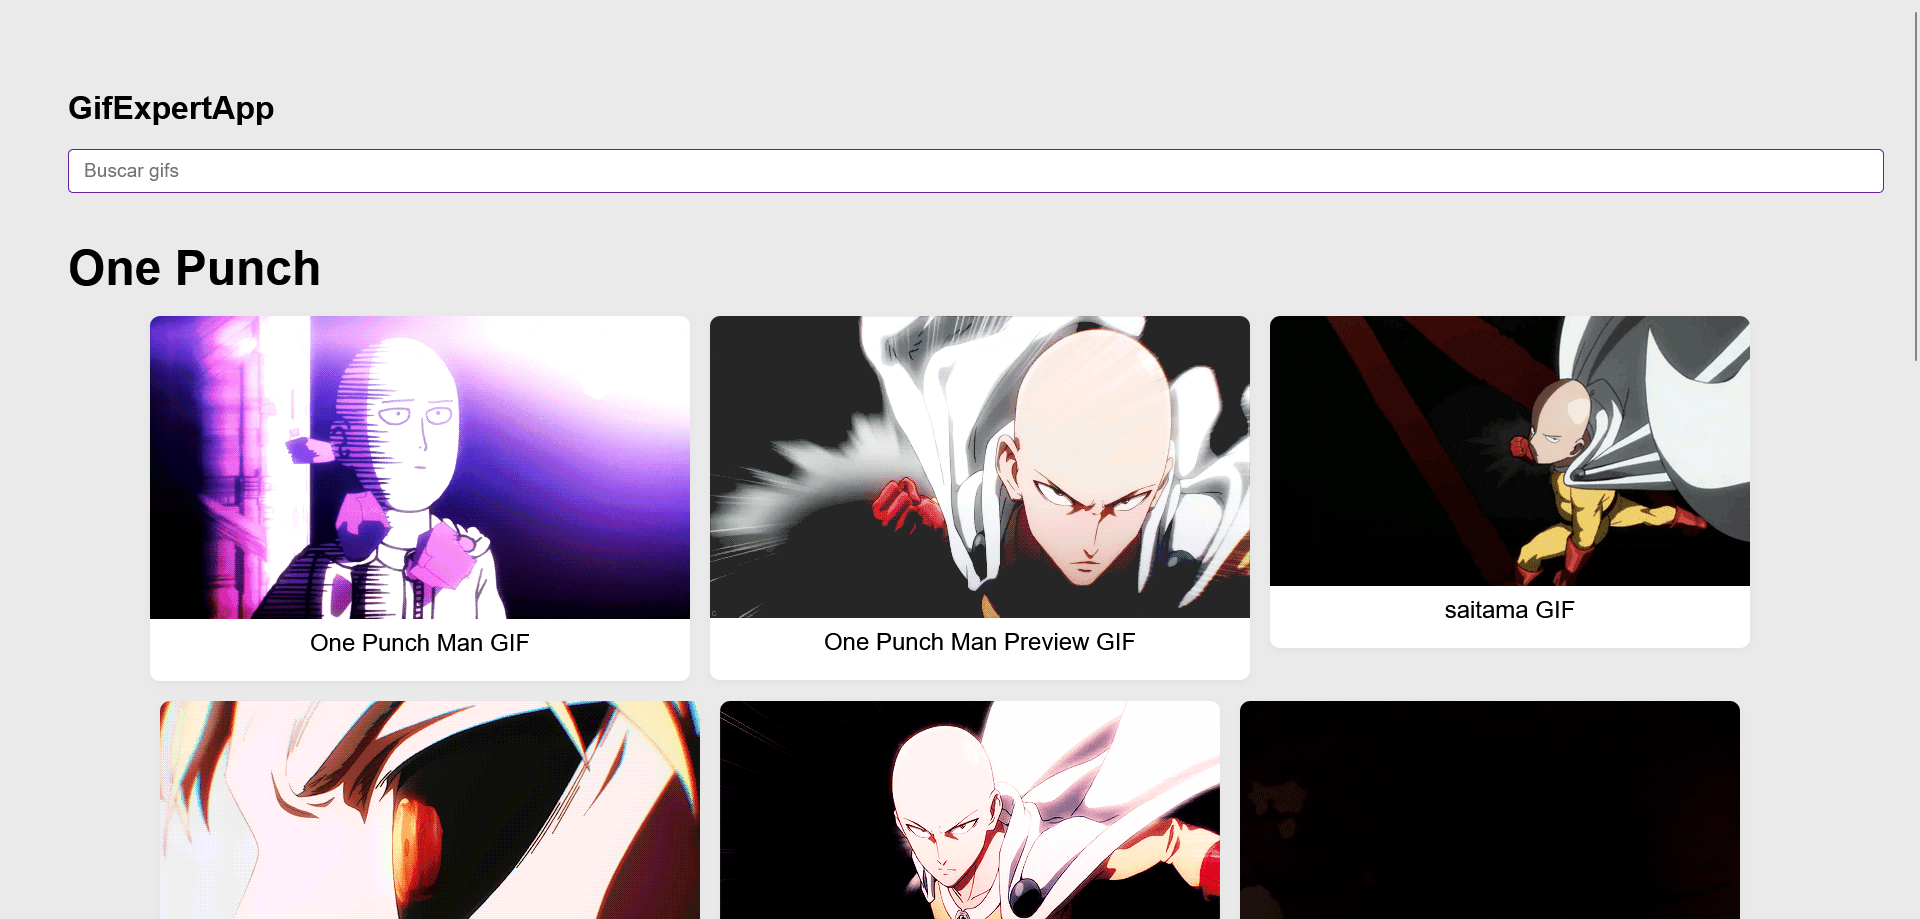 GifExpertApp
Buscar gifs
One Punch
One Punch Man GIF
One Punch Man Preview GIF
saitama GIF